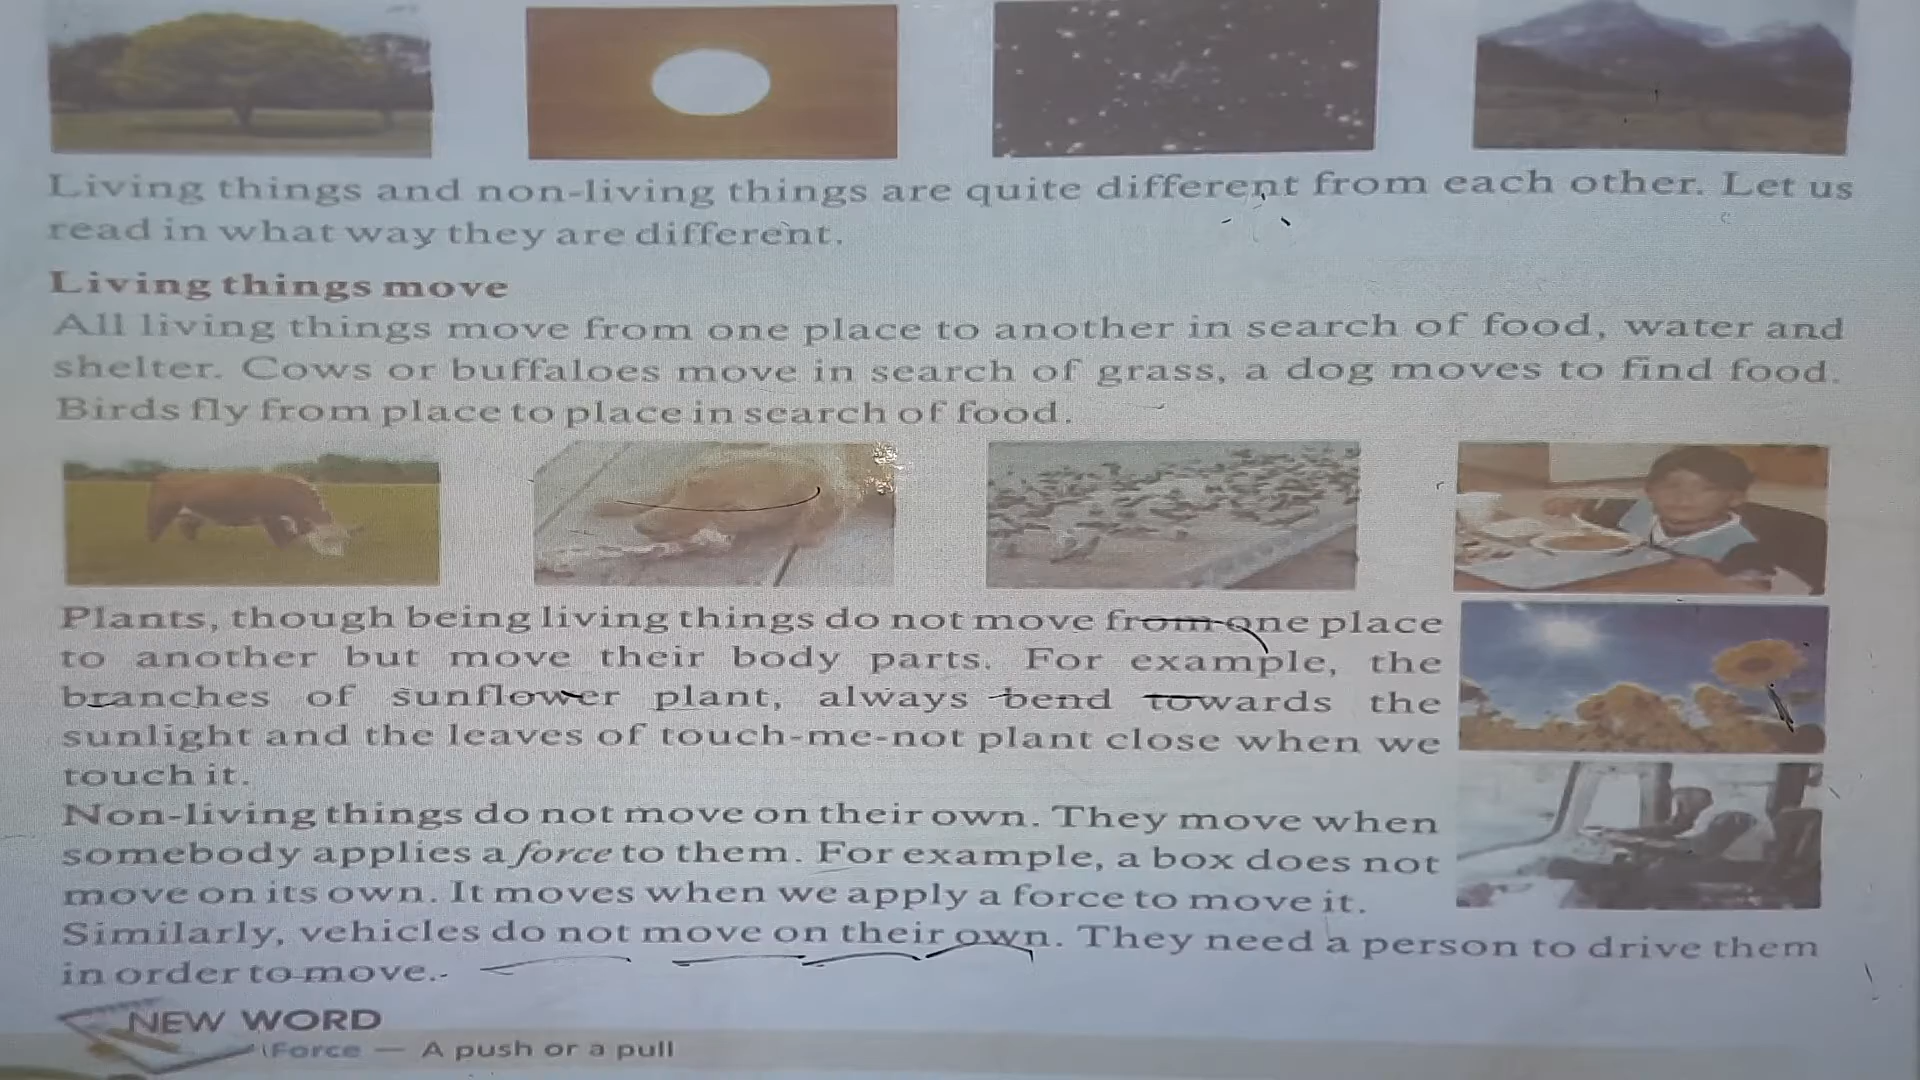 Living things and non-living things are quite different from each other. Let us
read in what way they are different.
Living things move
All living things move from one place to another in search of food, water and
shelter. Cows or buffaloes move in search of grass, a dog moves to find food.
Birds fly from place to place in search of food.
Plants, though being living things do not move from one place
to another but move their body parts. For example, the
branches of sunflower plant, always bend towards the
sunlight and the leaves of touch-me-not plant close when we
touch it.
Non-living things do not move on their own. They move when
somebody applies a force to them. For example, a box does not
move on its own. It moves when we apply a force to move it.
Similarly, vehicles do not move on their own. They need a person to drive them
in order to move.
NEW WORD
Force — A push or a pull